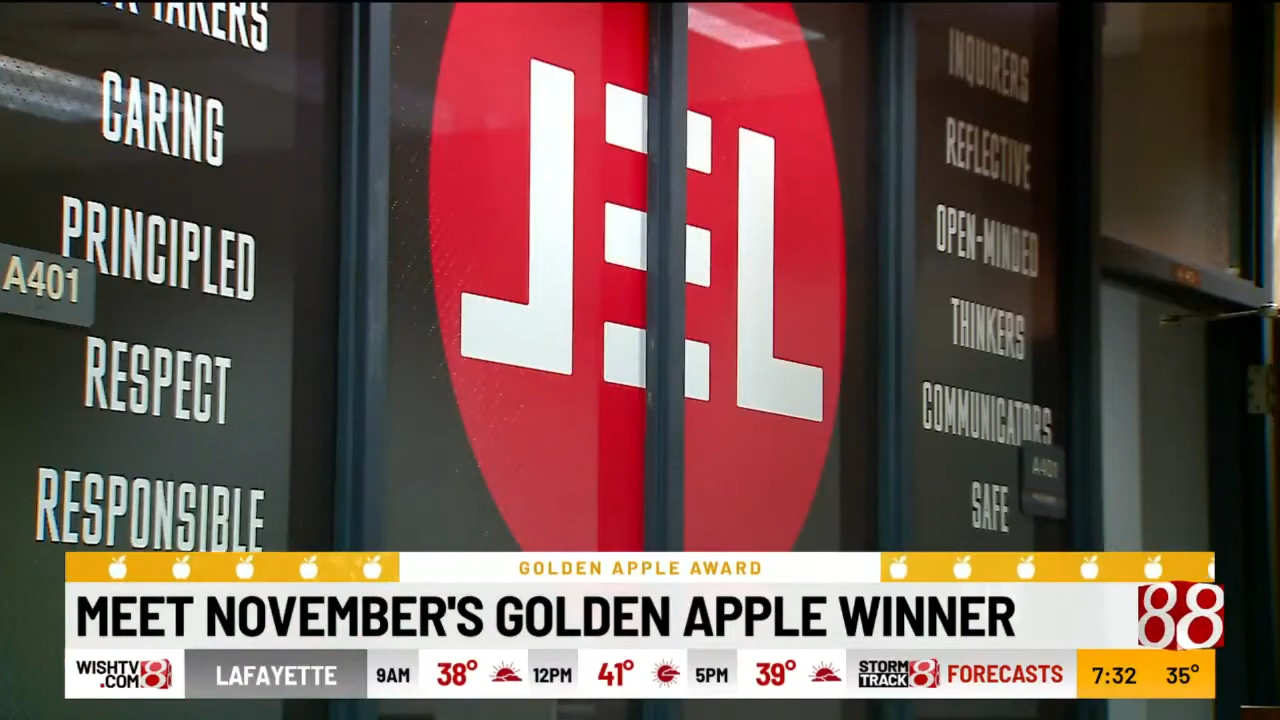 CARING
PRINCIPLED
A401
RESPECT
RESPONSIBLE
JEL
INQUIRERS
REFLECTIVE
OPEN-MINDED
THINKERS
COMMUNICATORS
A401
SAFE
GOLDEN APPLE AWARD
MEET NOVEMBER'S GOLDEN APPLE WINNER
88
WISHTV.COM 8 LAFAYETTE 9AM 38° 12PM 41° 5PM 39° STORM TRACK 8 FORECASTS 7:32 35°